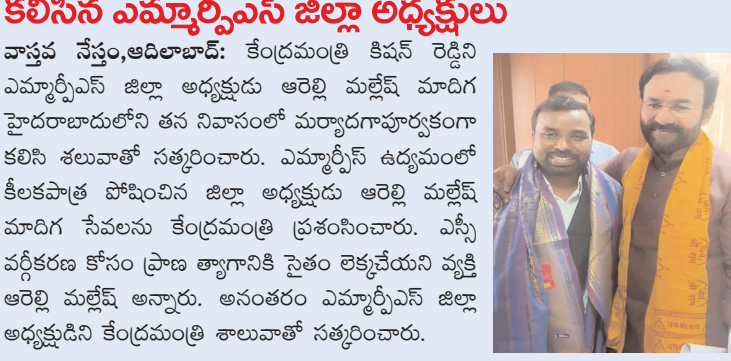 కలిసిన ఎమ్మార్పీఎస్ జిల్లా అధ్యక్షులు
వాస్తవ నేస్తం,ఆదిలాబాద్: కేంద్రమంత్రి కిషన్ రెడ్డిని
ఎమ్మార్పీఎస్ జిల్లా అధ్యక్షుడు ఆరెల్లి మల్లేష్ మాదిగ
హైదరాబాదులోని తన నివాసంలో మర్యాదగాపూర్వకంగా
కలిసి శలువాతో సత్కరించారు. ఎమ్మార్పీస్ ఉద్యమంలో
కీలకపాత్ర పోషించిన జిల్లా అధ్యక్షుడు ఆరెల్లి మల్లేష్
మాదిగ సేవలను కేంద్రమంత్రి ప్రశంసించారు. ఎస్సీ
వర్గీకరణ కోసం ప్రాణ త్యాగానికి సైతం లెక్కచేయని వ్యక్తి
ఆరెల్లి మల్లేష్ అన్నారు. అనంతరం ఎమ్మార్పీఎస్ జిల్లా
అధ్యక్షుడిని కేంద్రమంత్రి శాలువాతో సత్కరించారు.